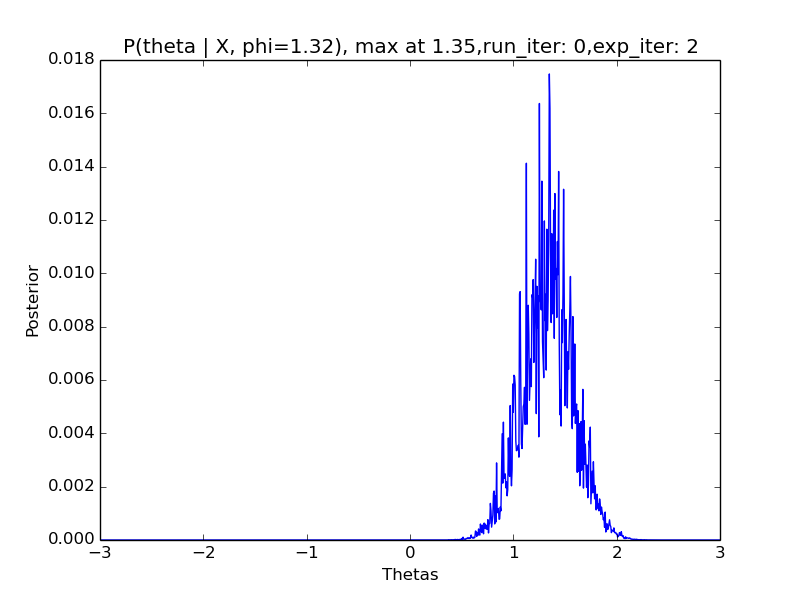 P(theta | X, phi=1.32), max at 1.35,run_iter: 0,exp_iter: 2
0.018
0.016
0.014
0.012
0.010
0.008
0.006
0.004
0.002
0.000
Posterior
−3 −2 −1 0 1 2 3
Thetas